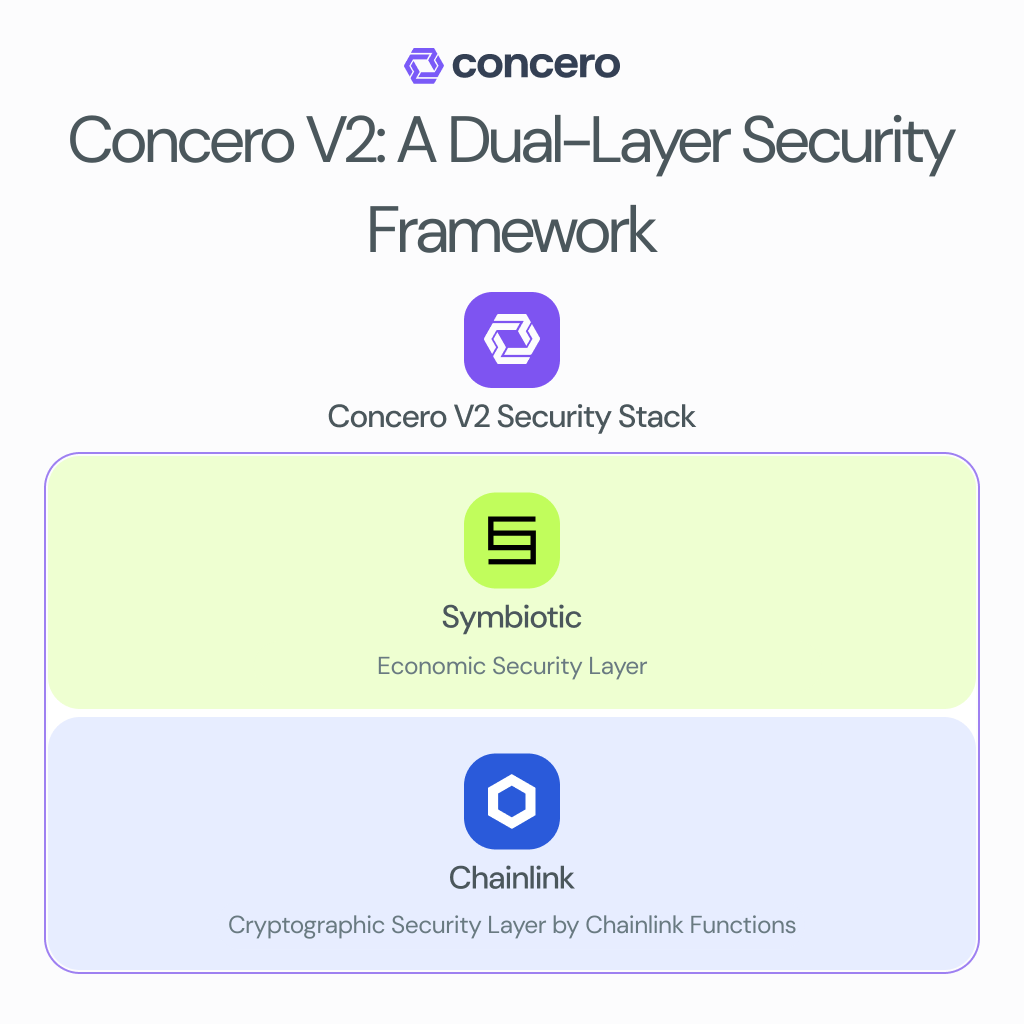 concero
Concero V2: A Dual-Layer Security
Framework
Concero V2 Security Stack
Symbiotic
Economic Security Layer
Chainlink
Cryptographic Security Layer by Chainlink Functions